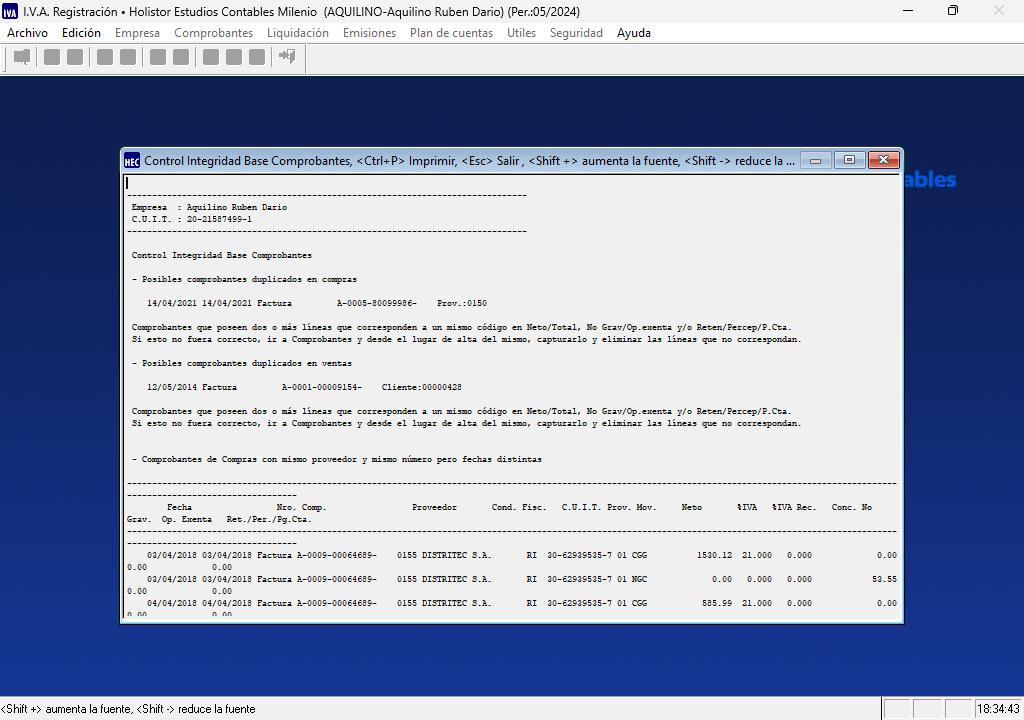 IVA I.V.A. Registración • Holistor Estudios Contables Milenio (AQUILINO-Aquilino Ruben Dario) (Per.:05/2024)
Archivo Edición Empresa Comprobantes Liquidación Emisiones Plan de cuentas Utiles Seguridad Ayuda
HEC Control Integridad Base Comprobantes, <Ctrl+P> Imprimir, <Esc> Salir , <Shift +> aumenta la fuente, <Shift -> reduce la ...
ables
--------------------------------------------------------------------------------
Empresa : Aquilino Ruben Dario
C.U.I.T. : 20-21587499-1
--------------------------------------------------------------------------------
Control Integridad Base Comprobantes
- Posibles comprobantes duplicados en compras
14/04/2021 14/04/2021 Factura A-0005-80099986- Prov.:0150
Comprobantes que poseen dos o más líneas que corresponden a un mismo código en Neto/Total, No Grav/Op.exenta y/o Reten/Percep/P.Cta.
Si esto no fuera correcto, ir a Comprobantes y desde el lugar de alta del mismo, capturarlo y eliminar las líneas que no correspondan.
- Posibles comprobantes duplicados en ventas
12/05/2014 Factura A-0001-00009154- Cliente:00000428
Comprobantes que poseen dos o más líneas que corresponden a un mismo código en Neto/Total, No Grav/Op.exenta y/o Reten/Percep/P.Cta.
Si esto no fuera correcto, ir a Comprobantes y desde el lugar de alta del mismo, capturarlo y eliminar las líneas que no correspondan.
- Comprobantes de Compras con mismo proveedor y mismo número pero fechas distintas
----------------------------------------------------------------------------------------------------------------------------------------------------------
----------------------------------
Fecha Nro. Comp. Proveedor Cond. Fisc. C.U.I.T. Prov. Mov. Neto %IVA %IVA Rec. Conc. No
Grav. Op. Exenta Ret./Per./Pg.Cta.
----------------------------------------------------------------------------------------------------------------------------------------------------------
----------------------------------
03/04/2018 03/04/2018 Factura A-0009-00064689- 0155 DISTRITEC S.A. RI 30-62939535-7 01 CGG 1530.12 21.000 0.000 0.00
0.00 0.00
03/04/2018 03/04/2018 Factura A-0009-00064689- 0155 DISTRITEC S.A. RI 30-62939535-7 01 NGC 0.00 0.000 0.000 53.55
0.00 0.00
04/04/2018 04/04/2018 Factura A-0009-00064689- 0155 DISTRITEC S.A. RI 30-62939535-7 01 CGG 585.99 21.000 0.000 0.00
0.00 0.00
<Shift +> aumenta la fuente, <Shift -> reduce la fuente
18:34:43